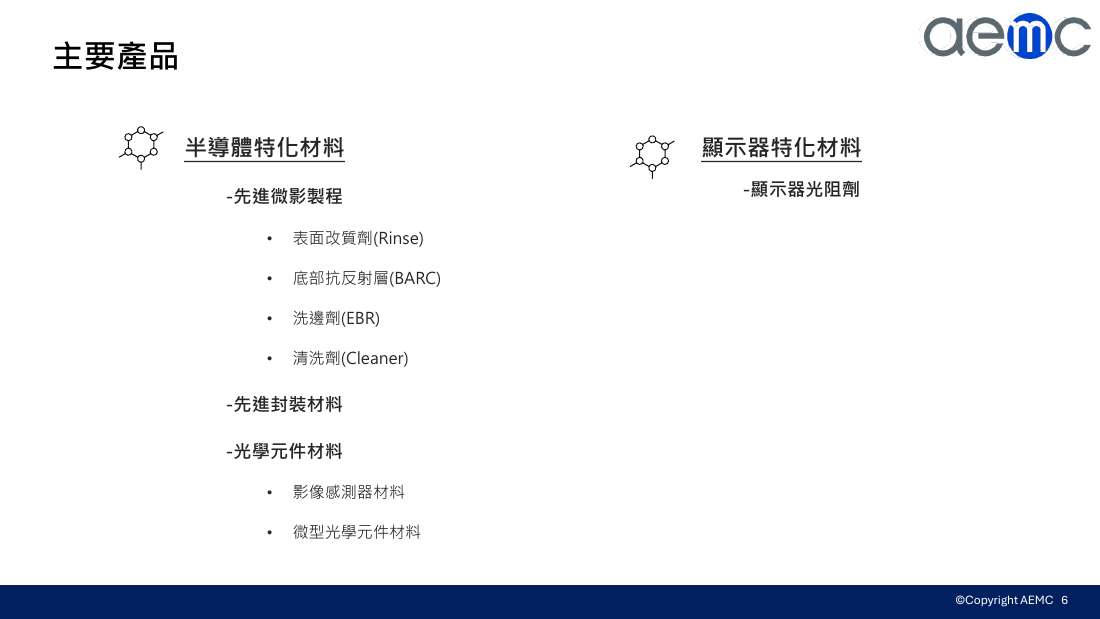 aemc
主要產品
半導體特化材料
-先進微影製程
• 表面改質劑(Rinse)
• 底部抗反射層(BARC)
• 洗邊劑(EBR)
• 清洗劑(Cleaner)
-先進封裝材料
-光學元件材料
• 影像感測器材料
• 微型光學元件材料
顯示器特化材料
-顯示器光阻劑
©Copyright AEMC 6